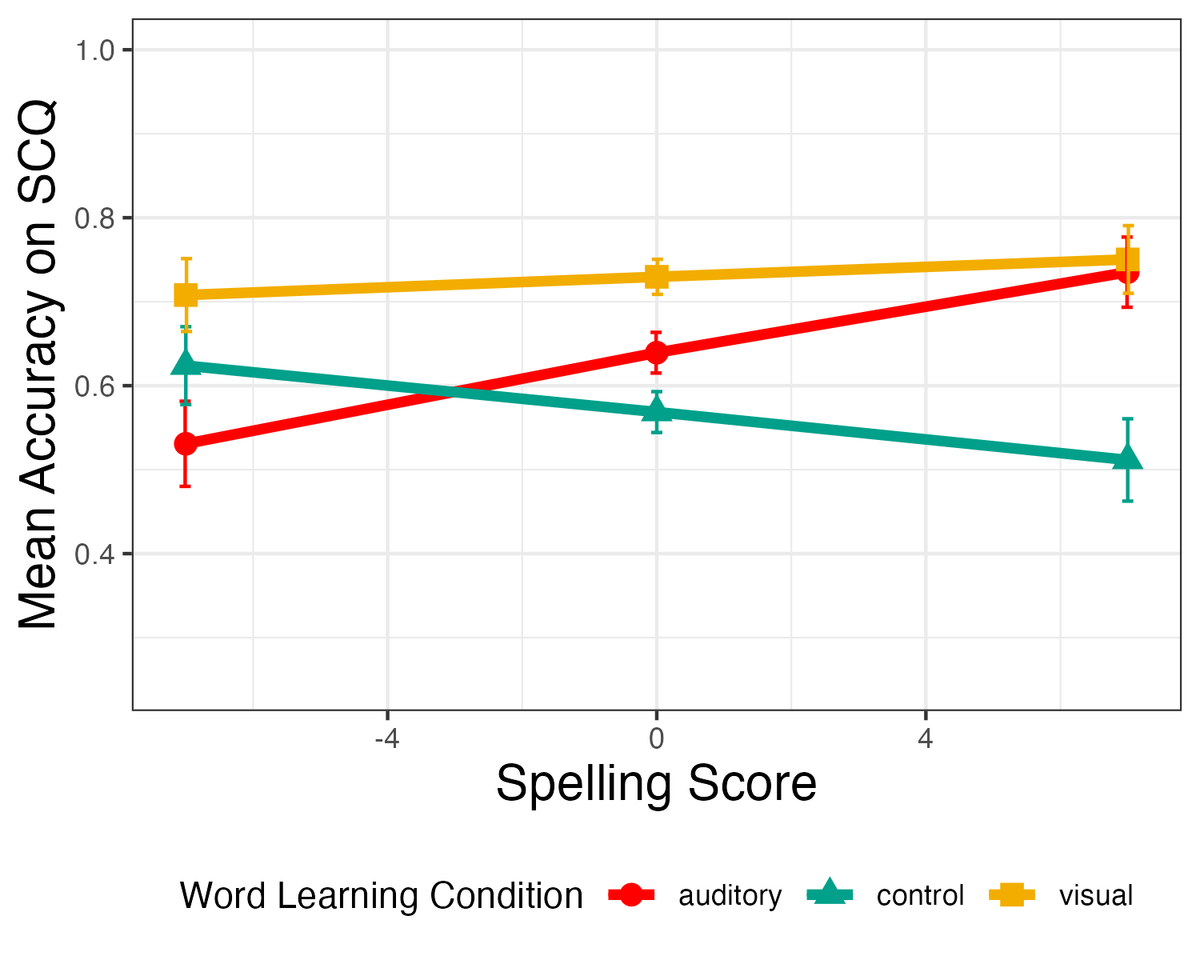 Mean Accuracy on SCQ
1.0
0.8
0.6
0.4
-4 0 4
Spelling Score
Word Learning Condition auditory control visual